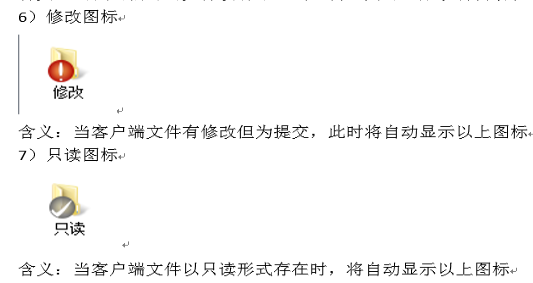 6）修改图标
修改
含义：当客户端文件有修改但为提交，此时将自动显示以上图标
7）只读图标
只读
含义：当客户端文件以只读形式存在时，将自动显示以上图标